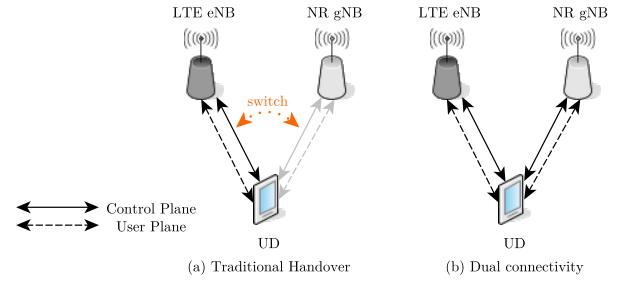 LTE eNB
NR gNB
LTE eNB
NR gNB
switch
Control Plane
User Plane
UD
UD
(a) Traditional Handover
(b) Dual connectivity